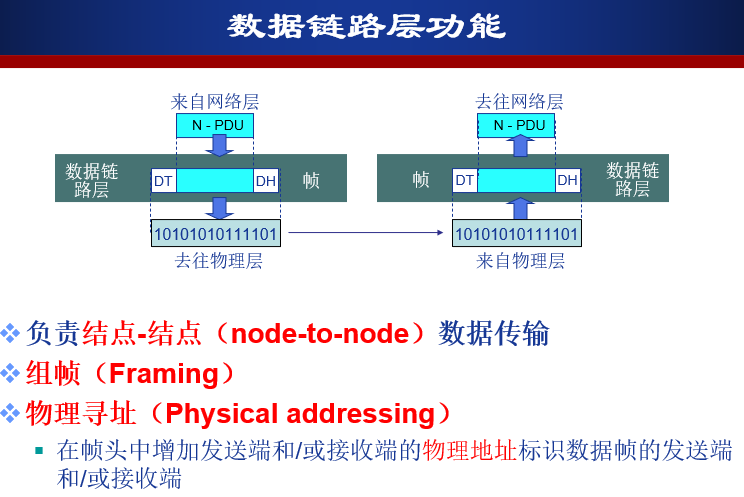 数据链路层功能
来自网络层
去往网络层
N - PDU
N - PDU
数据链
路层
DT
DH
帧
帧
DT
DH
数据链
路层
10101010111101
10101010111101
去往物理层
来自物理层
负责结点-结点（node-to-node）数据传输
组帧（Framing）
物理寻址（Physical addressing）
在帧头中增加发送端和/或接收端的物理地址标识数据帧的发送端
和/或接收端